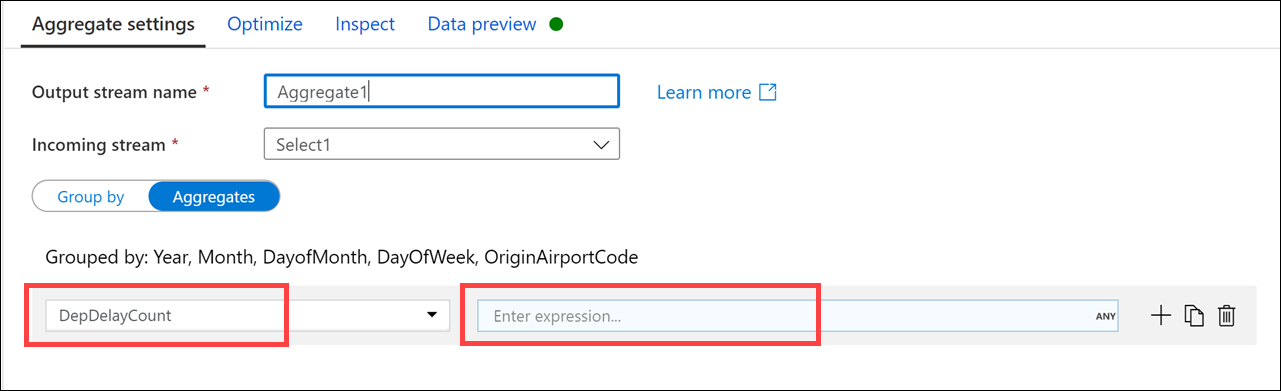 Aggregate settings Optimize Inspect Data preview
Output stream name * Aggregate1 Learn more
Incoming stream * Select1
Group by Aggregates
Grouped by: Year, Month, DayofMonth, DayOfWeek, OriginAirportCode
DepDelayCount Enter expression... ANY